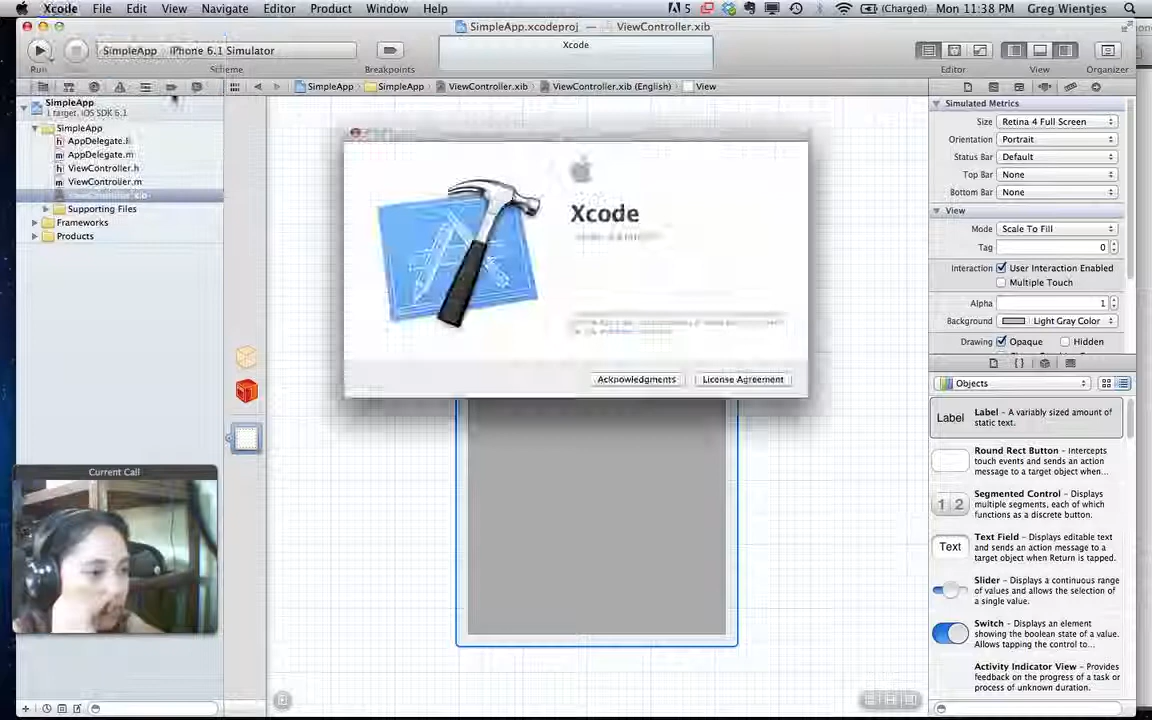 Xcode File Edit View Navigate Editor Product Window Help
5 (Charged) Mon 11:38 PM Greg Wientjes
SimpleApp.xcodeproj — ViewController.xib
SimpleApp iPhone 6.1 Simulator
Xcode
Run Scheme Breakpoints Editor View Organizer
SimpleApp SimpleApp ViewController.xib ViewController.xib (English) View
SimpleApp
1 target, iOS SDK 6.1
SimpleApp
AppDelegate.h
AppDelegate.m
ViewController.h
ViewController.m
Supporting Files
Frameworks
Products
Xcode
Acknowledgments License Agreement
Current Call
Simulated Metrics
Size Retina 4 Full Screen
Orientation Portrait
Status Bar Default
Top Bar None
Bottom Bar None
View
Mode Scale To Fill
Tag 0
Interaction User Interaction Enabled
Multiple Touch
Alpha 1
Background Light Gray Color
Drawing Opaque Hidden
Objects
Label Label – A variably sized amount of
static text.
Round Rect Button – Intercepts
touch events and sends an action
message to a target object when...
1 2 Segmented Control – Displays
multiple segments, each of which
functions as a discrete button.
Text Text Field – Displays editable text
and sends an action message to a
target object when Return is tapped.
Slider – Displays a continuous range
of values and allows the selection of
a single value.
Switch – Displays an element
showing the boolean state of a value.
Allows tapping the control to...
Activity Indicator View – Provides
feedback on the progress of a task or
process of unknown duration.